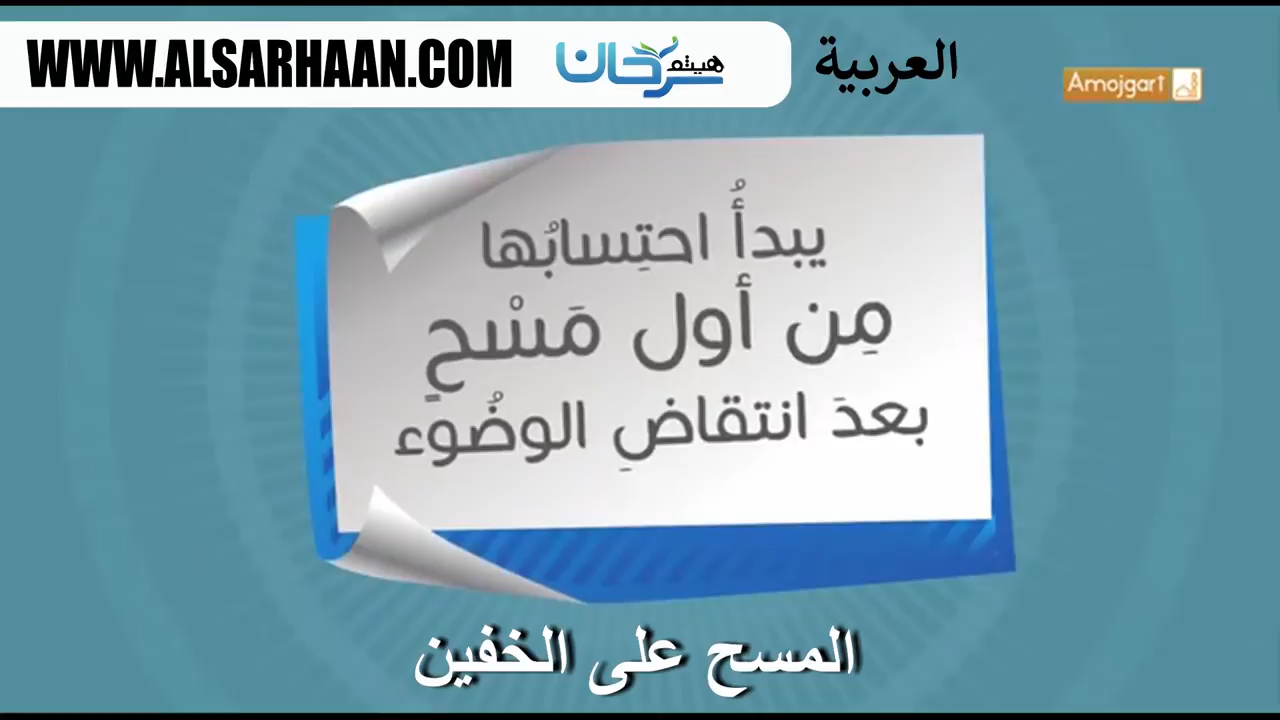 WWW.ALSARHAAN.COM
هيثم سرحان
العربية
Amojgart
يبدأُ احتِسابُها
مِن أول مَسْحٍ
بعدَ انتقاضِ الوضُوء
المسح على الخفين